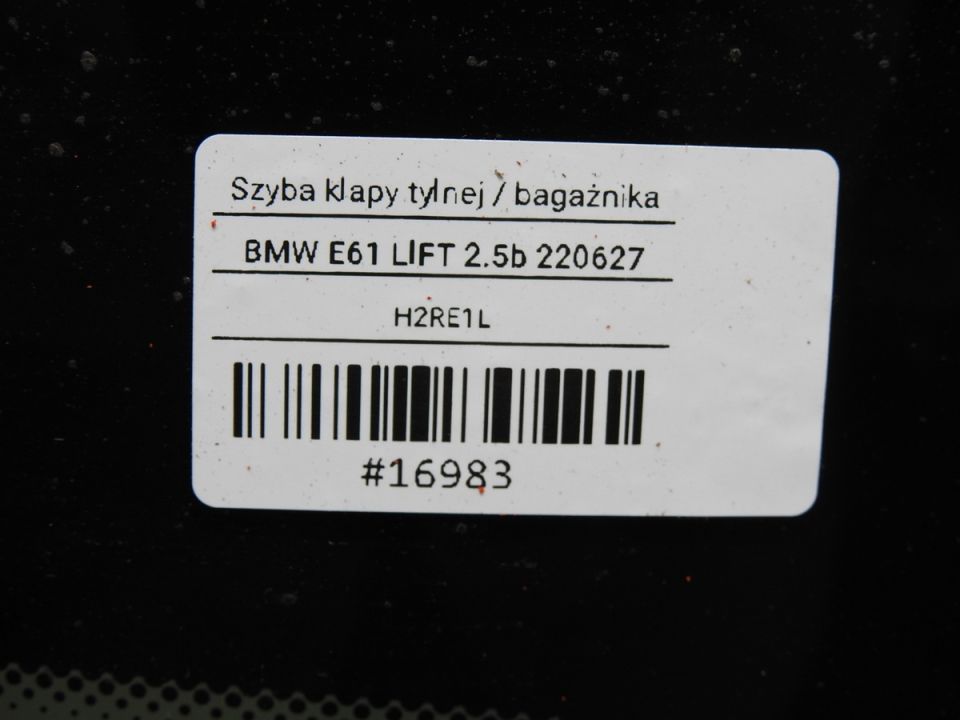 Szyba klapy tylnej / bagażnika
BMW E61 LIFT 2.5b 220627
H2RE1L
#16983